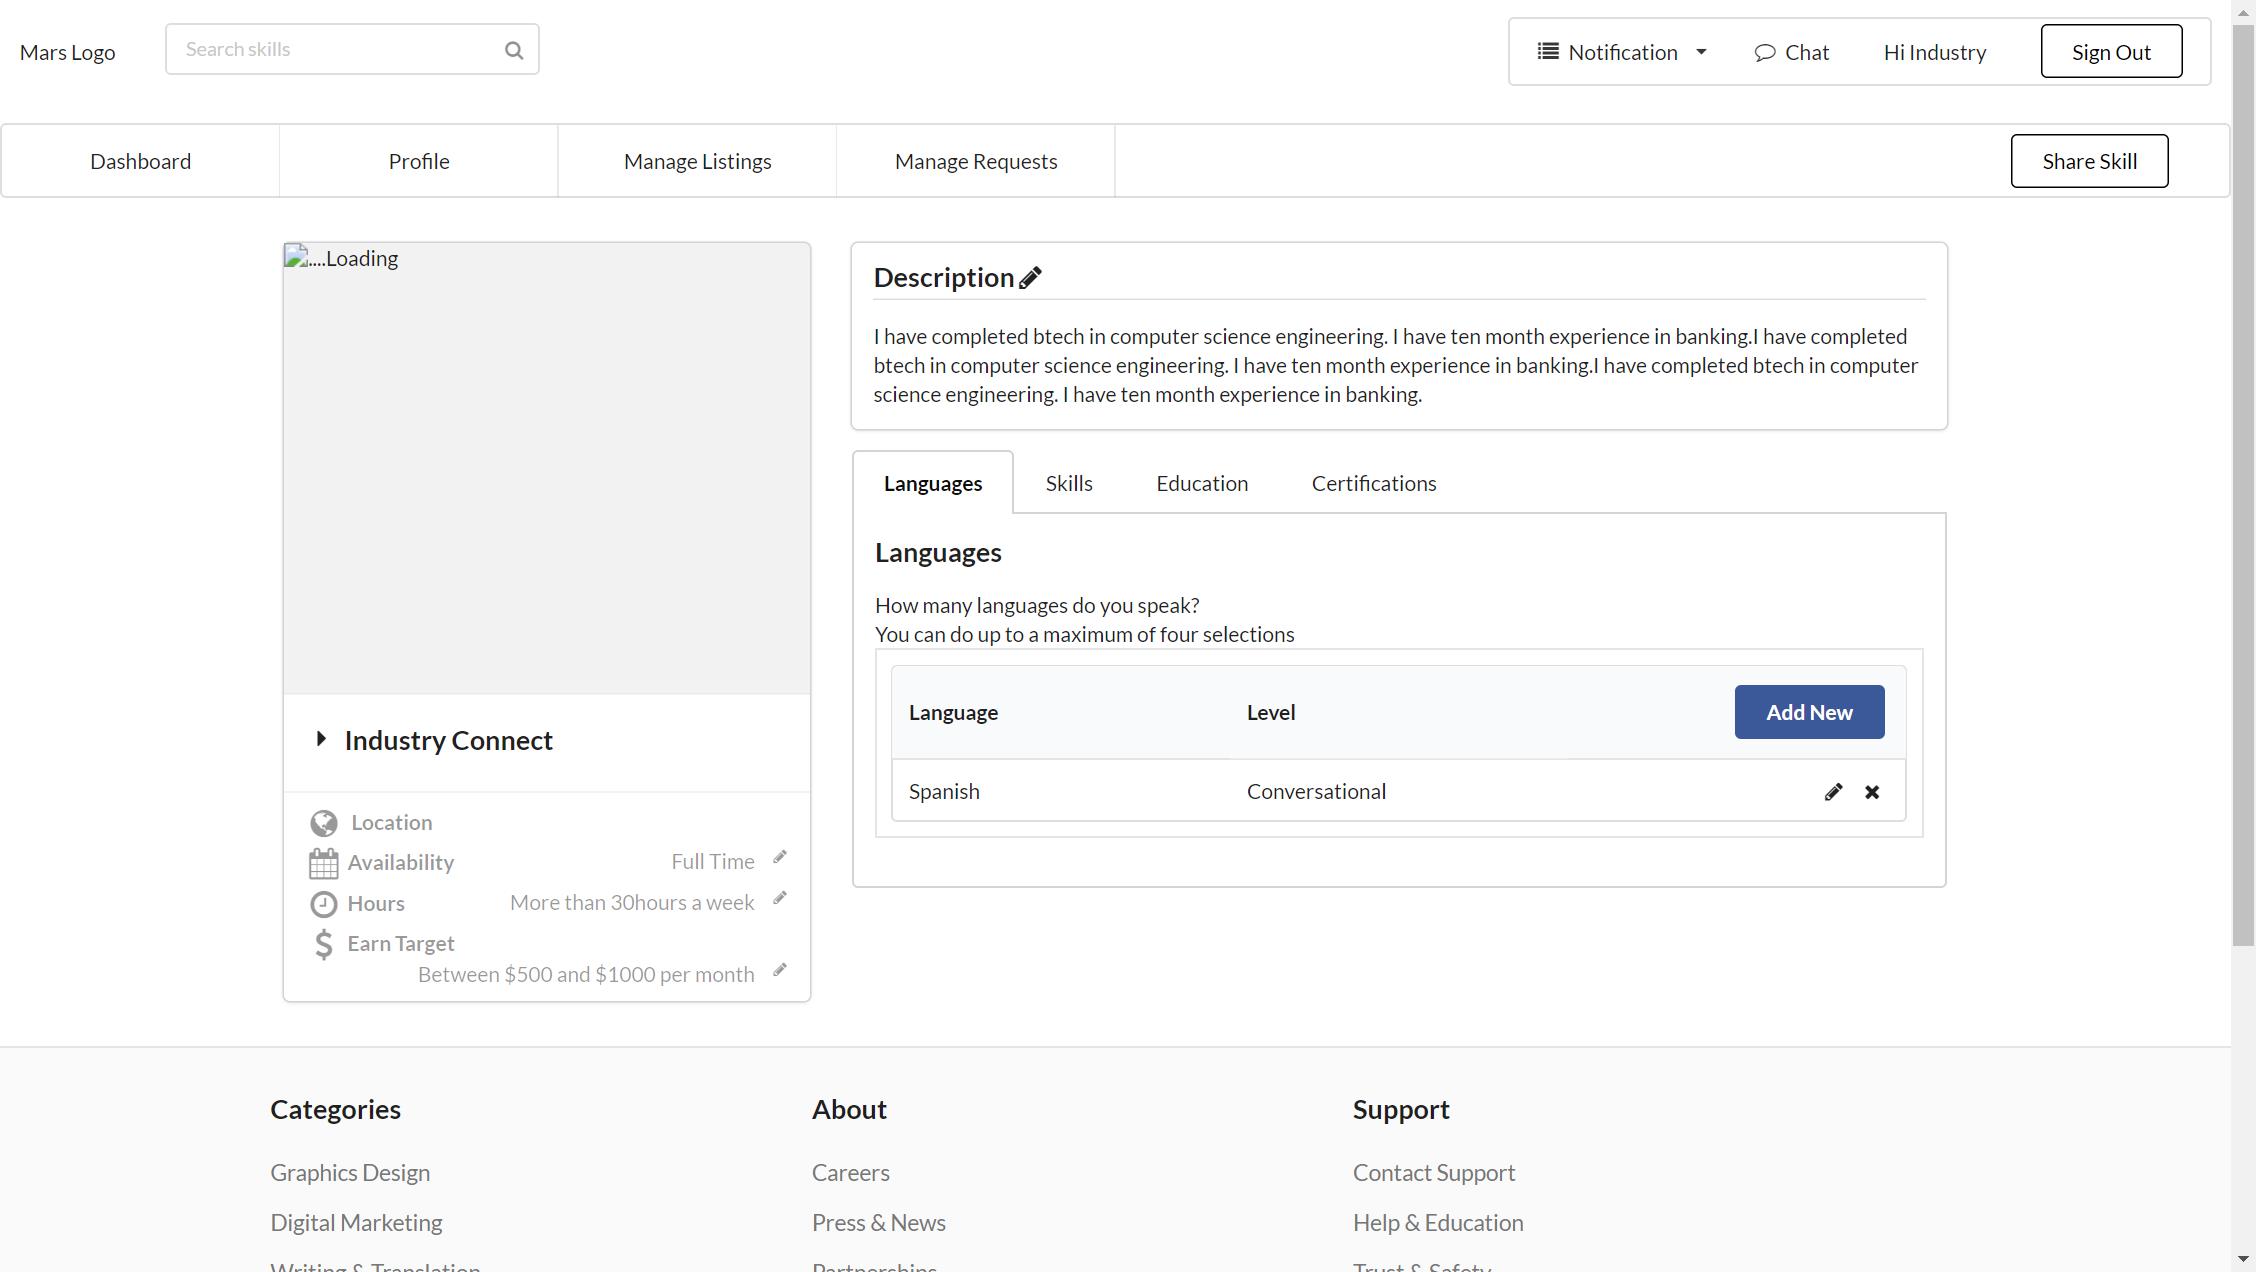 Mars Logo
Search skills
Notification
Chat
Hi Industry
Sign Out
Dashboard
Profile
Manage Listings
Manage Requests
Share Skill
....Loading
Industry Connect
Location
Availability
Full Time
Hours
More than 30hours a week
Earn Target
Between $500 and $1000 per month
Description
I have completed btech in computer science engineering. I have ten month experience in banking.I have completed
btech in computer science engineering. I have ten month experience in banking.I have completed btech in computer
science engineering. I have ten month experience in banking.
Languages
Skills
Education
Certifications
Languages
How many languages do you speak?
You can do up to a maximum of four selections
Language
Level
Add New
Spanish
Conversational
Categories
Graphics Design
Digital Marketing
Writing & Translation
About
Careers
Press & News
Partnerships
Support
Contact Support
Help & Education
Trust & Safety